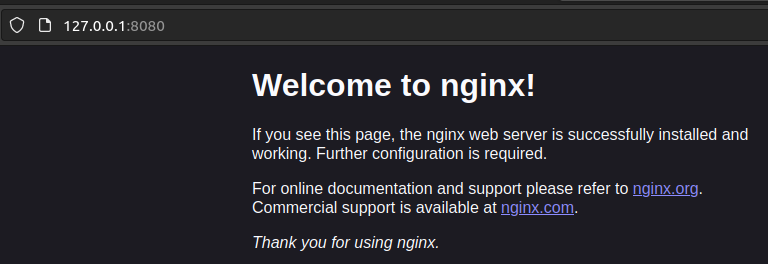 127.0.0.1:8080
Welcome to nginx!
If you see this page, the nginx web server is successfully installed and
working. Further configuration is required.
For online documentation and support please refer to nginx.org.
Commercial support is available at nginx.com.
Thank you for using nginx.